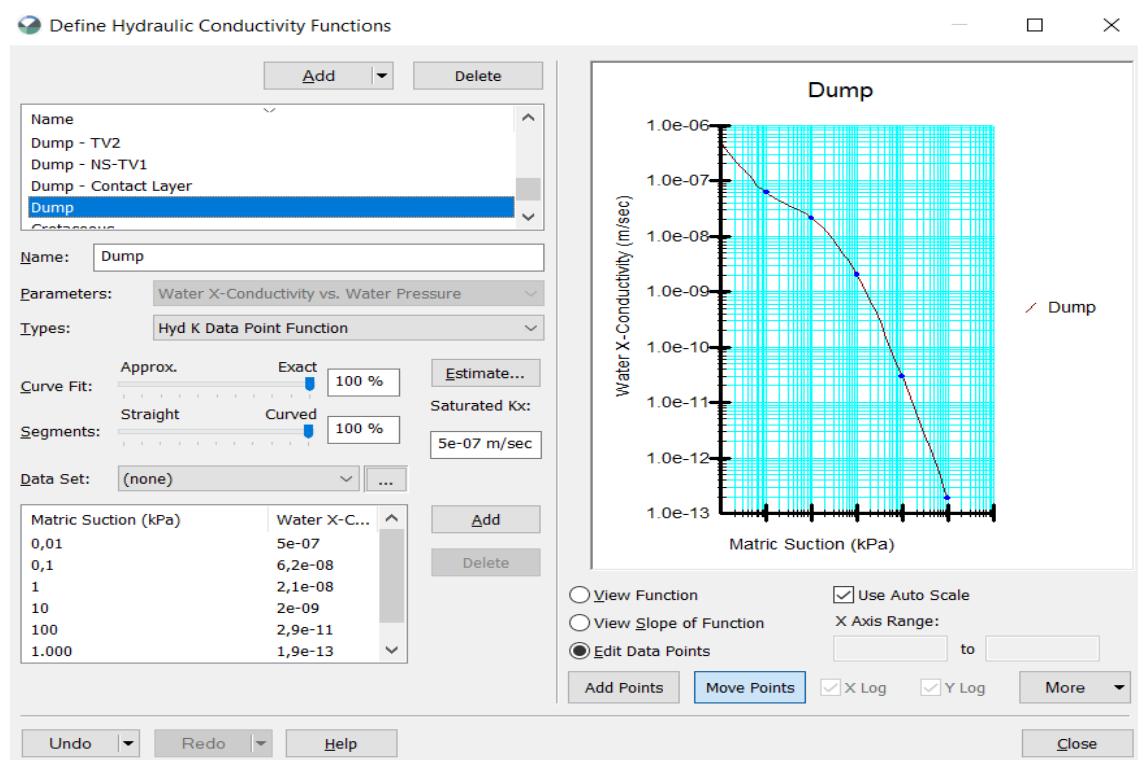 Define Hydraulic Conductivity Functions
Add
Delete
Name
Dump - TV2
Dump - NS-TV1
Dump - Contact Layer
Dump
Name: Dump
Parameters: Water X-Conductivity vs. Water Pressure
Types: Hyd K Data Point Function
Curve Fit: Approx. Exact 100 %
Estimate...
Segments: Straight Curved 100 %
Saturated Kx:
5e-07 m/sec
Data Set: (none) ...
Matric Suction (kPa) Water X-C...
0,01 5e-07
0,1 6,2e-08
1 2,1e-08
10 2e-09
100 2,9e-11
1.000 1,9e-13
Add
Delete
Dump
1.0e-06
1.0e-07
1.0e-08
1.0e-09
1.0e-10
1.0e-11
1.0e-12
1.0e-13
Water X-Conductivity (m/sec)
Matric Suction (kPa)
Dump
View Function
View Slope of Function
Edit Data Points
Use Auto Scale
X Axis Range:
to
Add Points Move Points X Log Y Log More
Undo Redo Help Close